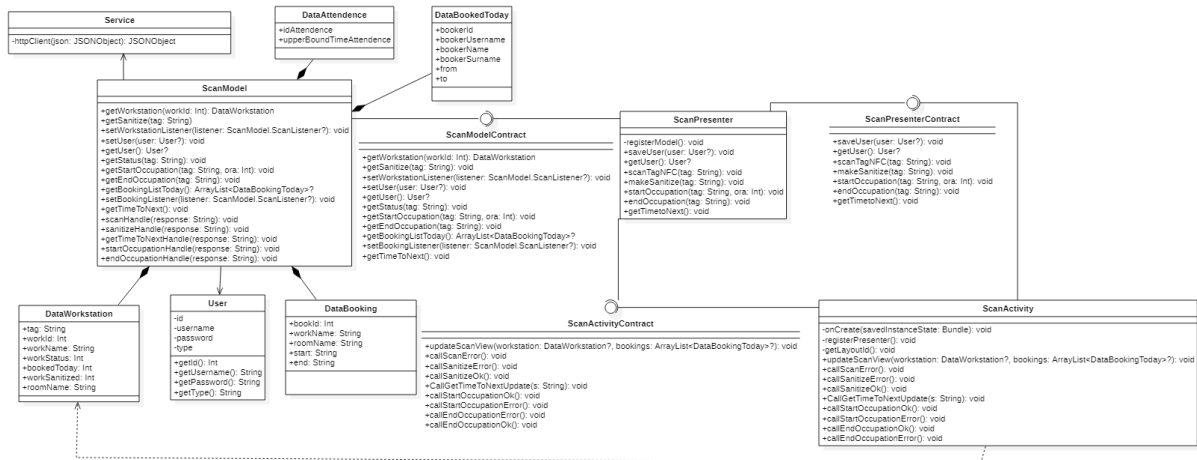 Service
-httpClient(json: JSONObject): JSONObject
DataAttendence
+idAttendence
+upperBoundTimeAttendence
DataBookedToday
+bookerId
+bookerUsername
+bookerName
+bookerSurname
+from
+to
ScanModel
+getWorkstation(workId: Int): DataWorkstation
+getSanitize(tag: String)
+setWorkstationListener(listener: ScanModel.ScanListener?): void
+setUser(user: User?): void
+getUser(): User?
+getStatus(tag: String): void
+getStartOccupation(tag: String, ora: Int): void
+getEndOccupation(tag: String): void
+getBookingListToday(): ArrayList<DataBookingToday>?
+setBookingListener(listener: ScanModel.ScanListener?): void
+getTimeToNext(): void
+scanHandle(response: String): void
+sanitizeHandle(response: String): void
+getTimeToNextHandle(response: String): void
+startOccupationHandle(response: String): void
+endOccupationHandle(response: String): void
ScanModelContract
+getWorkstation(workId: Int): DataWorkstation
+getSanitize(tag: String): void
+setWorkstationListener(listener: ScanModel.ScanListener?): void
+setUser(user: User?): void
+getUser(): User?
+getStatus(tag: String): void
+getStartOccupation(tag: String, ora: Int): void
+getEndOccupation(tag: String): void
+getBookingListToday(): ArrayList<DataBookingToday>?
+setBookingListener(listener: ScanModel.ScanListener?): void
+getTimeToNext(): void
ScanPresenter
-registerModel(): void
+saveUser(user: User?): void
+getUser(): User?
+scanTagNFC(tag: String): void
+makeSanitize(tag: String): void
+startOccupation(tag: String, ora: Int): void
+endOccupation(tag: String): void
+getTimetoNext(): void
ScanPresenterContract
+saveUser(user: User?): void
+getUser(): User?
+scanTagNFC(tag: String): void
+makeSanitize(tag: String): void
+startOccupation(tag: String, ora: Int): void
+endOccupation(tag: String): void
+getTimetoNext(): void
DataWorkstation
+tag: String
+workId: Int
+workName: String
+workStatus: Int
+bookedToday: Int
+workSanitized: Int
+roomName: String
User
-id
-username
-password
-type
+getId(): Int
+getUsername(): String
+getPassword(): String
+getType(): String
DataBooking
+bookId: Int
+workName: String
+roomName: String
+start: String
+end: String
ScanActivityContract
+updateScanView(workstation: DataWorkstation?, bookings: ArrayList<DataBookingToday>?): void
+callScanError(): void
+callSanitizeError(): void
+callSanitizeOk(): void
+CallGetTimeToNextUpdate(s: String): void
+callStartOccupationOk(): void
+callStartOccupationError(): void
+callEndOccupationError(): void
+callEndOccupationOk(): void
ScanActivity
-onCreate(savedInstanceState: Bundle): void
-registerPresenter(): void
-getLayoutId(): void
+updateScanView(workstation: DataWorkstation?, bookings: ArrayList<DataBookingToday>?): void
+callScanError(): void
+callSanitizeError(): void
+callSanitizeOk(): void
+CallGetTimeToNextUpdate(s: String): void
+callStartOccupationOk(): void
+callStartOccupationError(): void
+callEndOccupationOk(): void
+callEndOccupationError(): void